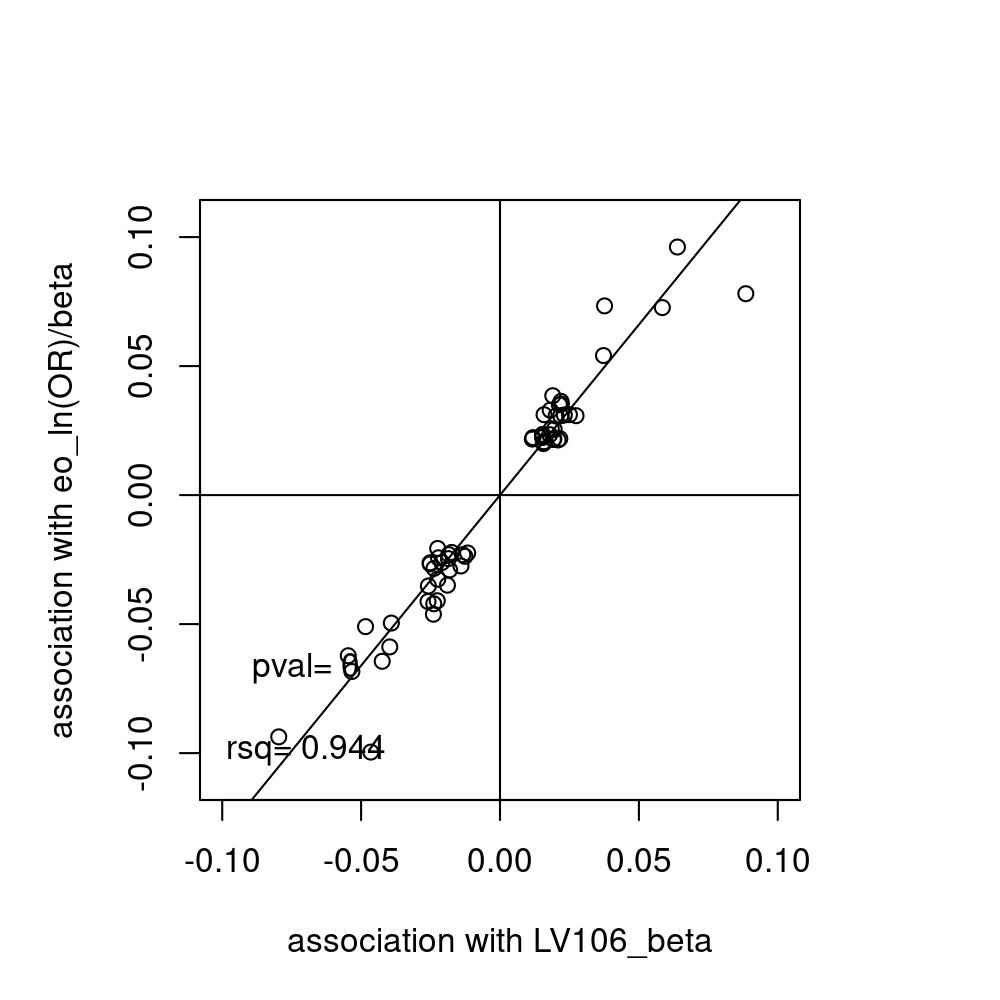 association with eo_ln(OR)/beta
0.10
0.05
0.00
-0.05
-0.10
pval=
rsq= 0.944
-0.10 -0.05 0.00 0.05 0.10
association with LV106_beta